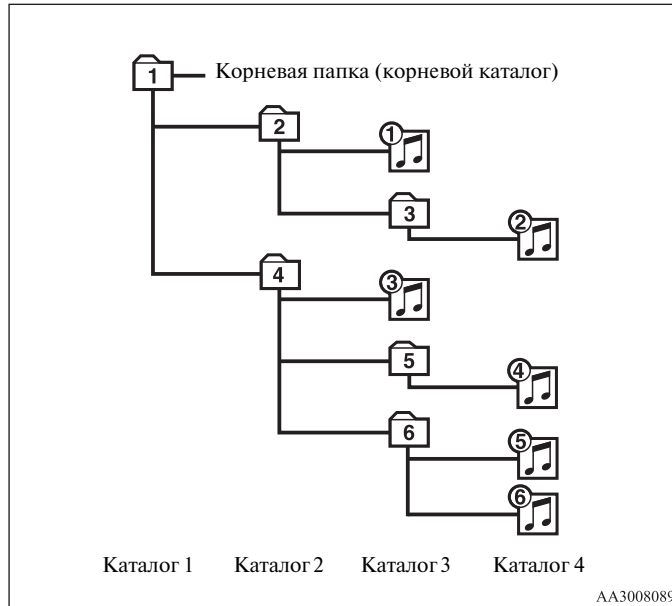 1 Корневая папка (корневой каталог)
2 1
3 2
4 3
5 4
6 5
6
Каталог 1 Каталог 2 Каталог 3 Каталог 4
AA3008089